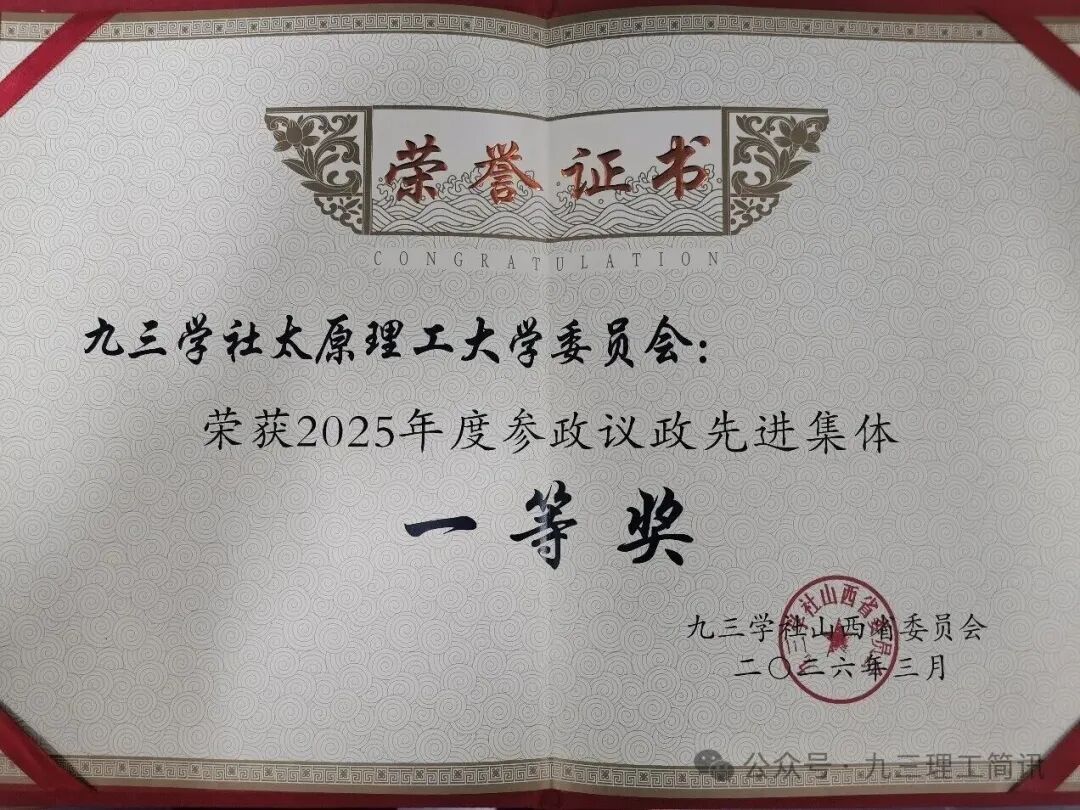 荣誉证书
CONGRATULATION
九三学社太原理工大学委员会：
荣获2025年度参政议政先进集体
一等奖
九三学社山西省委员会
二〇二六年三月
公众号·九三理工简讯